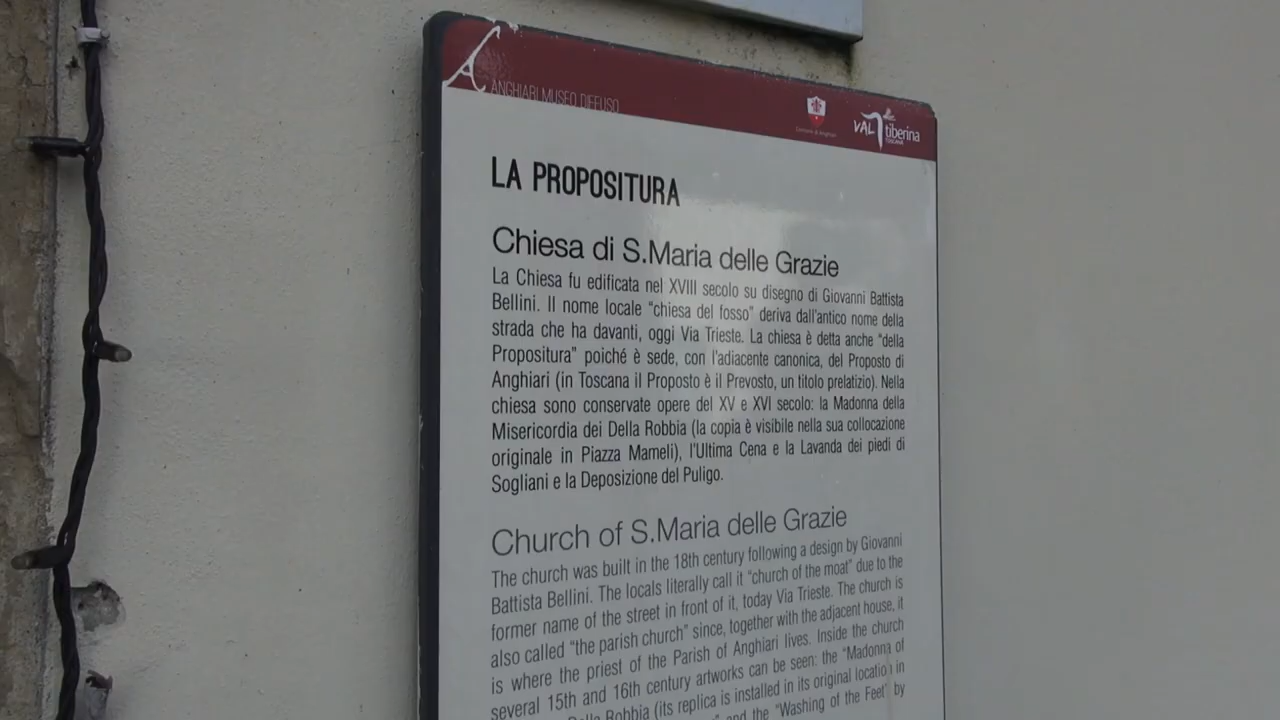 ANGHIARI MUSEO DIFFUSO
Comune di Anghiari
VAL tiberina
TOSCANA
LA PROPOSITURA
Chiesa di S.Maria delle Grazie
La Chiesa fu edificata nel XVIII secolo su disegno di Giovanni Battista
Bellini. Il nome locale "chiesa del fosso" deriva dall'antico nome della
strada che ha davanti, oggi Via Trieste. La chiesa è detta anche "della
Propositura" poiché è sede, con l'adiacente canonica, del Proposto di
Anghiari (in Toscana il Proposto è il Prevosto, un titolo prelatizio). Nella
chiesa sono conservate opere del XV e XVI secolo: la Madonna della
Misericordia dei Della Robbia (la copia è visibile nella sua collocazione
originale in Piazza Mameli), l'Ultima Cena e la Lavanda dei piedi di
Sogliani e la Deposizione del Puligo.
Church of S.Maria delle Grazie
The church was built in the 18th century following a design by Giovanni
Battista Bellini. The locals literally call it "church of the moat" due to the
former name of the street in front of it, today Via Trieste. The church is
also called "the parish church" since, together with the adjacent house, it
is where the priest of the Parish of Anghiari lives. Inside the church
several 15th and 16th century artworks can be seen: the "Madonna of
Della Robbia (its replica is installed in its original location in
and the "Washing of the Feet" by